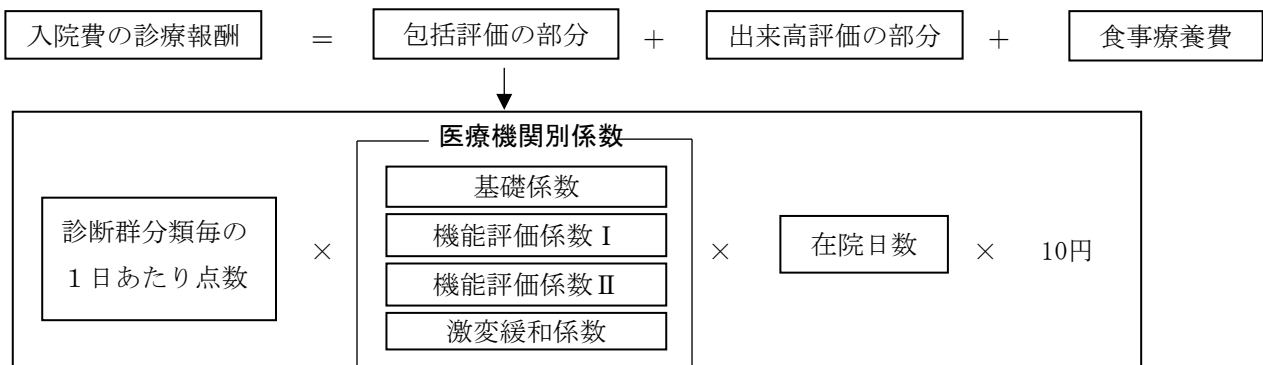 入院費の診療報酬 = 包括評価の部分 + 出来高評価の部分 + 食事療養費
医療機関別係数
基礎係数
診断群分類毎の
1日あたり点数
× 機能評価係数Ⅰ × 在院日数 × 10円
機能評価係数Ⅱ
激変緩和係数